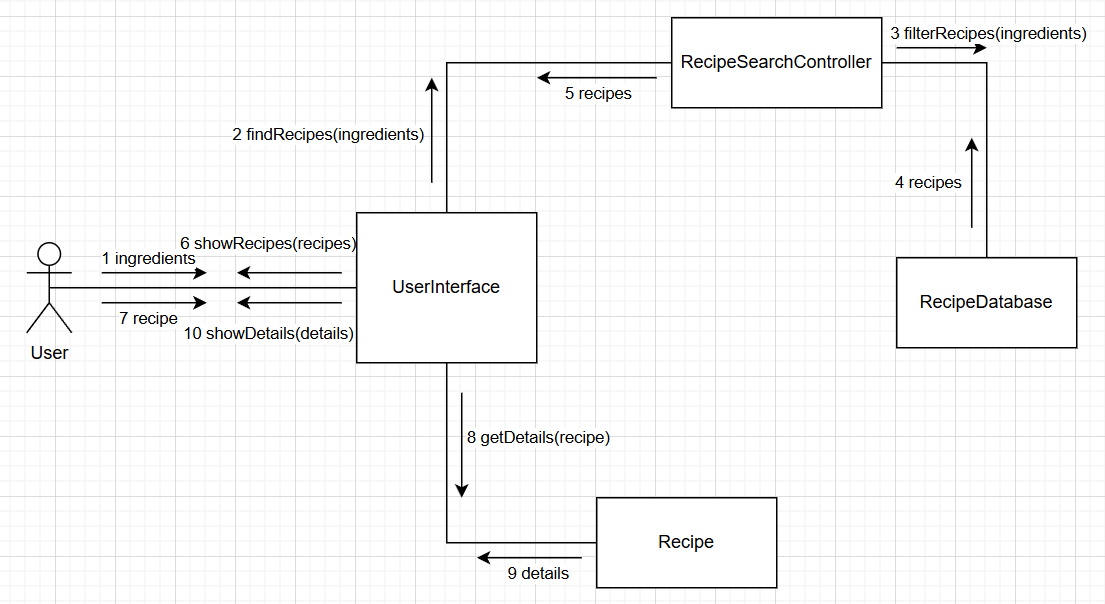 3 filterRecipes(ingredients)
RecipeSearchController
5 recipes
2 findRecipes(ingredients)
4 recipes
6 showRecipes(recipes)
1 ingredients
UserInterface
RecipeDatabase
7 recipe
10 showDetails(details)
User
8 getDetails(recipe)
Recipe
9 details